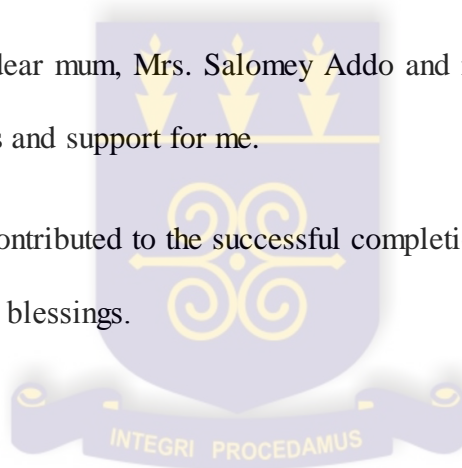 dear mum, Mrs. Salomey Addo and
s and support for me.
ontributed to the successful completi
blessings.
INTEGRI PROCEDAMUS